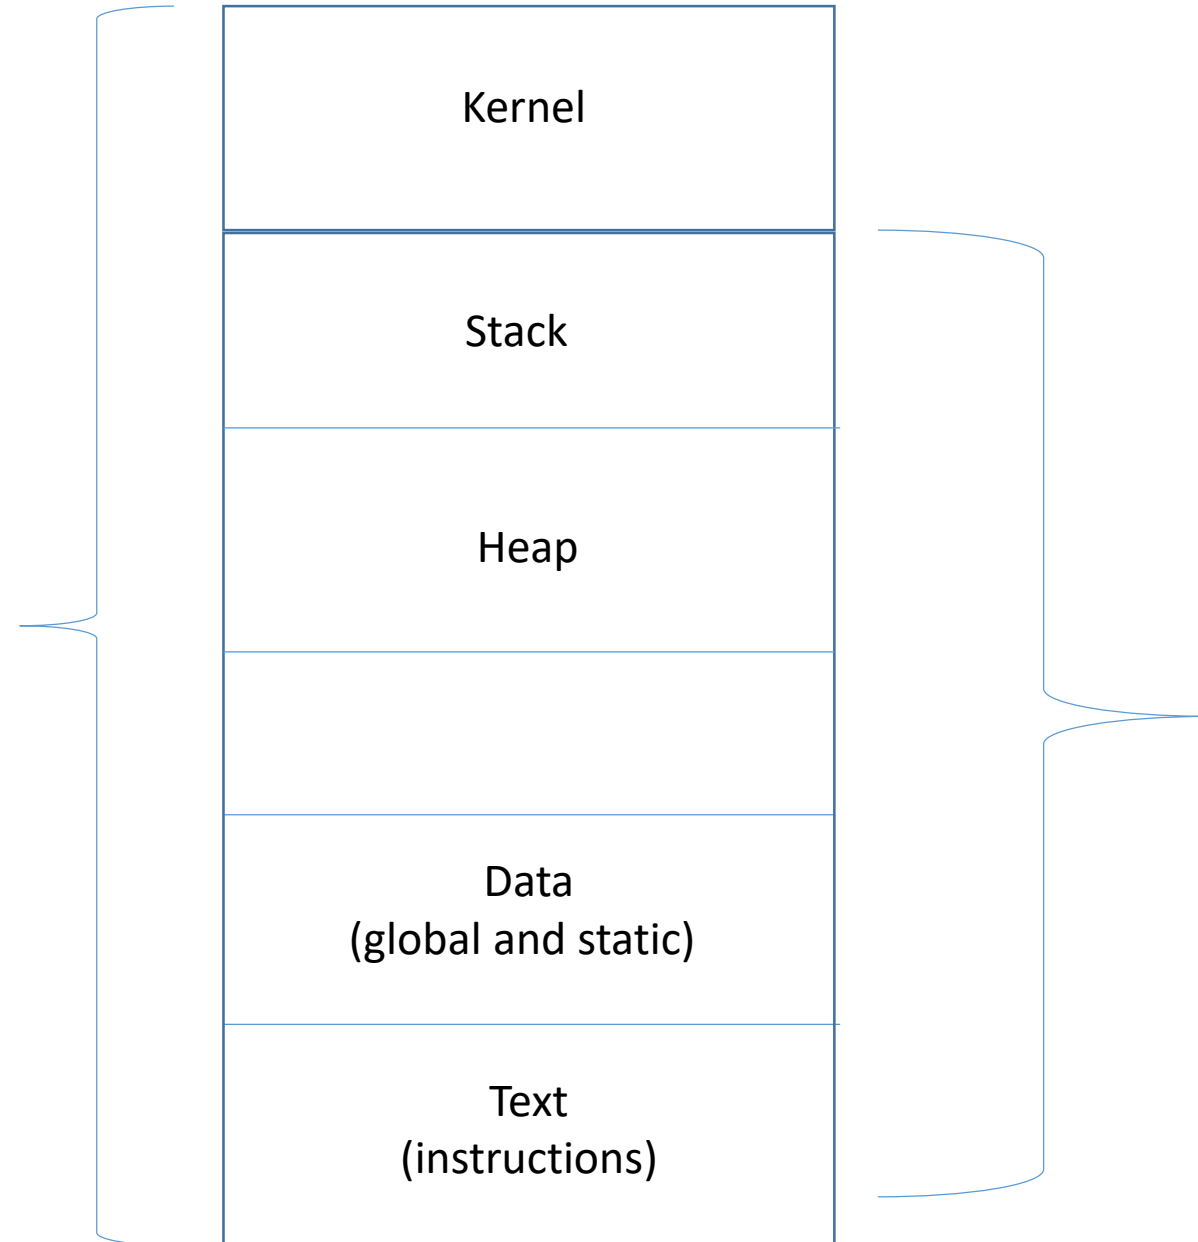 Kernel
Stack
Heap
Data
(global and static)
Text
(instructions)